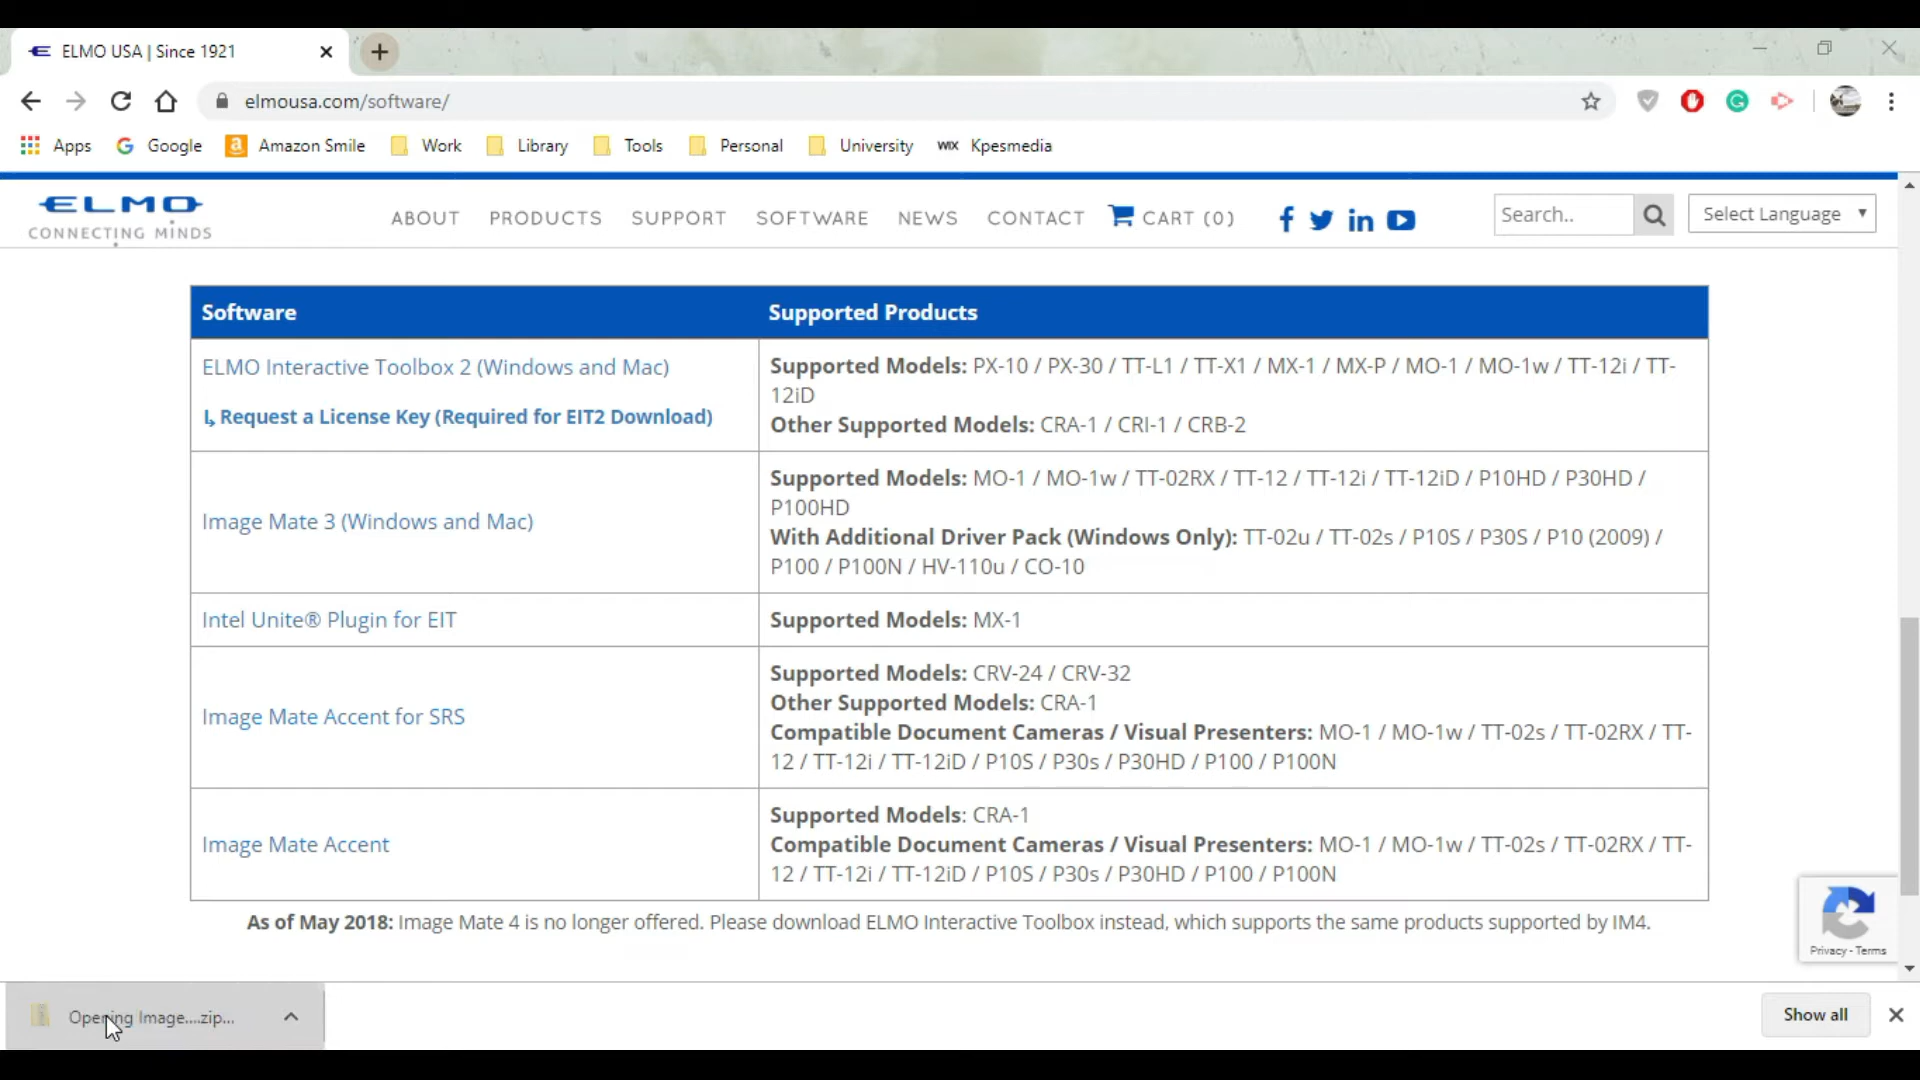 ELMO USA | Since 1921
elmousa.com/software/
Apps Google Amazon Smile Work Library Tools Personal University WIX Kpesmedia
ELMO
CONNECTING MINDS
ABOUT PRODUCTS SUPPORT SOFTWARE NEWS CONTACT CART (0) Search.. Select Language
Software Supported Products
ELMO Interactive Toolbox 2 (Windows and Mac)
↳ Request a License Key (Required for EIT2 Download)
Supported Models: PX-10 / PX-30 / TT-L1 / TT-X1 / MX-1 / MX-P / MO-1 / MO-1w / TT-12i / TT-
12iD
Other Supported Models: CRA-1 / CRI-1 / CRB-2
Image Mate 3 (Windows and Mac)
Supported Models: MO-1 / MO-1w / TT-02RX / TT-12 / TT-12i / TT-12iD / P10HD / P30HD /
P100HD
With Additional Driver Pack (Windows Only): TT-02u / TT-02s / P10S / P30S / P10 (2009) /
P100 / P100N / HV-110u / CO-10
Intel Unite® Plugin for EIT
Supported Models: MX-1
Image Mate Accent for SRS
Supported Models: CRV-24 / CRV-32
Other Supported Models: CRA-1
Compatible Document Cameras / Visual Presenters: MO-1 / MO-1w / TT-02s / TT-02RX / TT-
12 / TT-12i / TT-12iD / P10S / P30s / P30HD / P100 / P100N
Image Mate Accent
Supported Models: CRA-1
Compatible Document Cameras / Visual Presenters: MO-1 / MO-1w / TT-02s / TT-02RX / TT-
12 / TT-12i / TT-12iD / P10S / P30s / P30HD / P100 / P100N
As of May 2018: Image Mate 4 is no longer offered. Please download ELMO Interactive Toolbox instead, which supports the same products supported by IM4.
Privacy - Terms
Opening Image....zip...
Show all